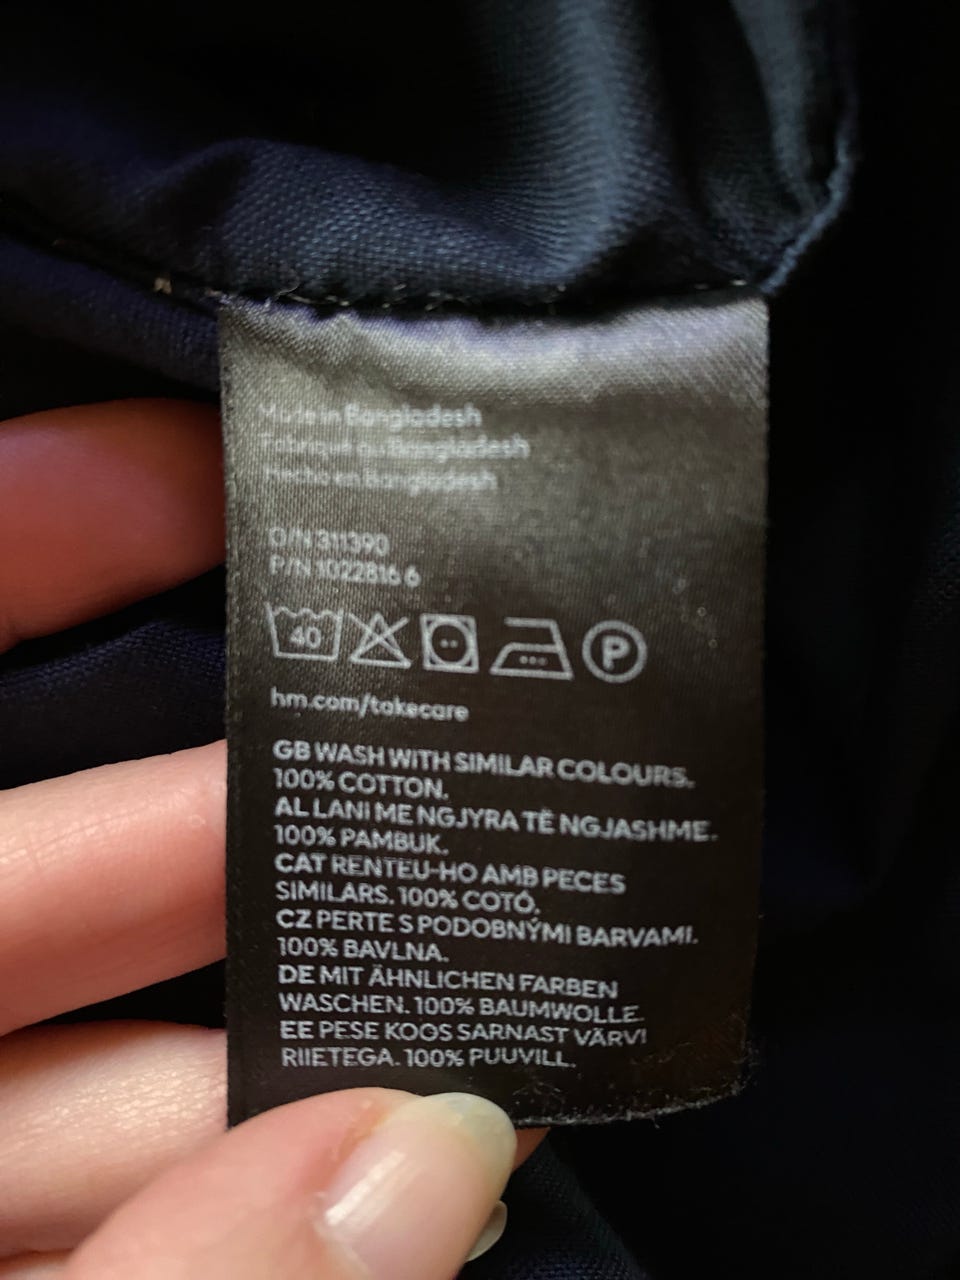 Made in Bangladesh
Fabriqué au Bangladesh
Hecho en Bangladesh
O/N 311390
P/N 1022816 6
40 P
hm.com/takecare
GB WASH WITH SIMILAR COLOURS.
100% COTTON.
AL LANI ME NGJYRA TË NGJASHME.
100% PAMBUK.
CAT RENTEU-HO AMB PECES
SIMILARS. 100% COTÓ.
CZ PERTE S PODOBNÝMI BARVAMI.
100% BAVLNA.
DE MIT ÄHNLICHEN FARBEN
WASCHEN. 100% BAUMWOLLE.
EE PESE KOOS SARNAST VÄRVI
RIIETEGA. 100% PUUVILL.